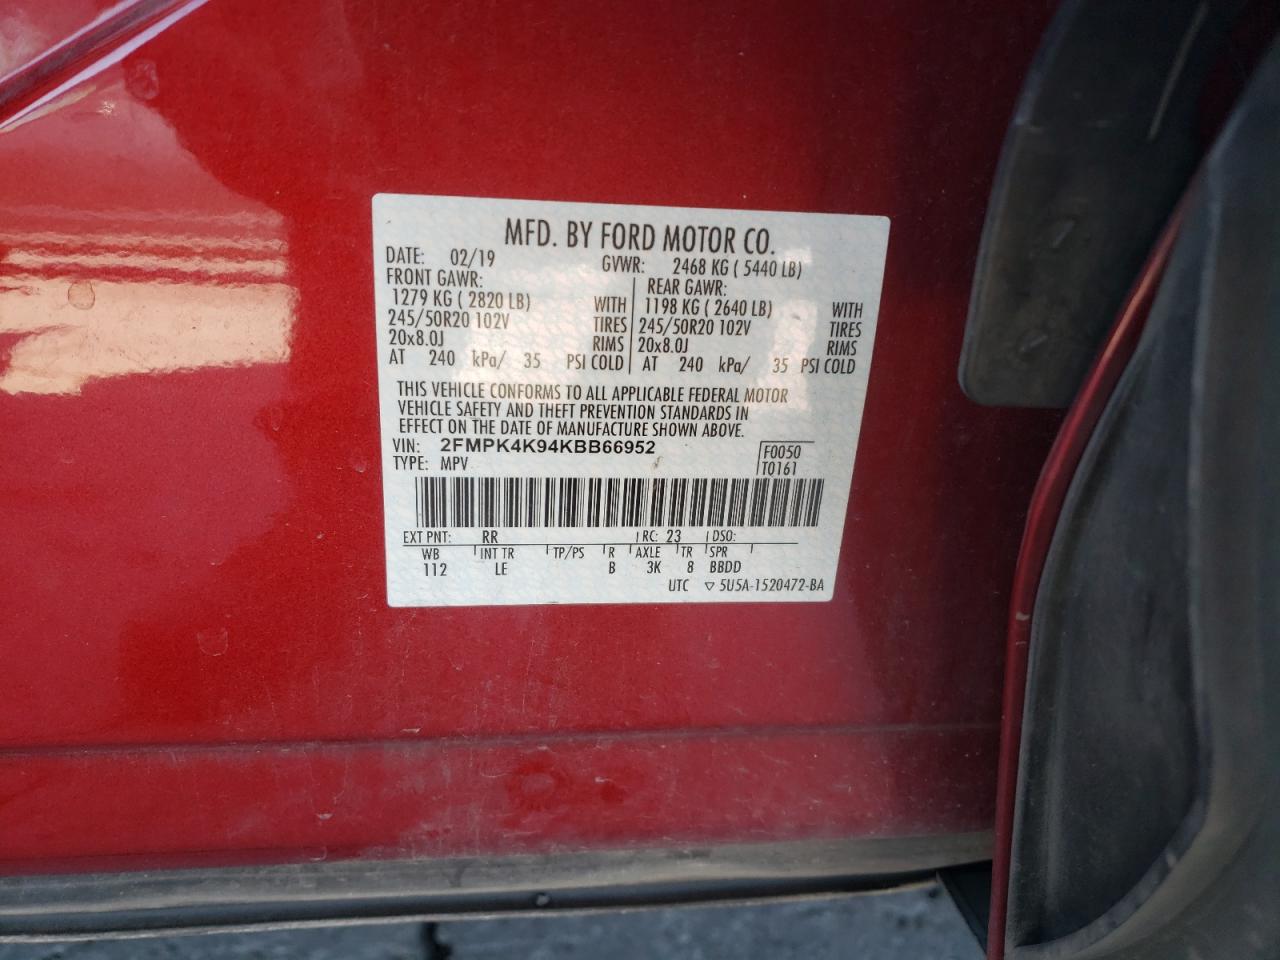 MFD. BY FORD MOTOR CO.
DATE: 02/19 GVWR: 2468 KG ( 5440 LB)
FRONT GAWR: REAR GAWR:
1279 KG ( 2820 LB) WITH 1198 KG ( 2640 LB) WITH
245/50R20 102V TIRES 245/50R20 102V TIRES
20x8.0J RIMS 20x8.0J RIMS
AT 240 kPa/ 35 PSI COLD AT 240 kPa/ 35 PSI COLD
THIS VEHICLE CONFORMS TO ALL APPLICABLE FEDERAL MOTOR
VEHICLE SAFETY AND THEFT PREVENTION STANDARDS IN
EFFECT ON THE DATE OF MANUFACTURE SHOWN ABOVE.
VIN: 2FMPK4K94KBB66952 F0050
TYPE: MPV T0161
EXT PNT: RR RC: 23 DSO:
WB INT TR TP/PS R AXLE TR SPR
112 LE B 3K 8 BBDD
UTC ▽ 5U5A-1520472-BA